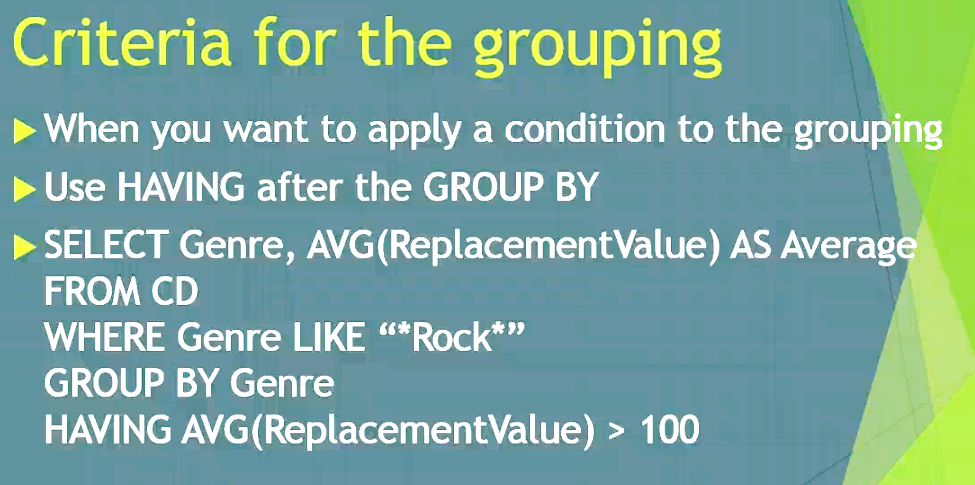 Criteria for the grouping
When you want to apply a condition to the grouping
Use HAVING after the GROUP BY
SELECT Genre, AVG(ReplacementValue) AS Average
FROM CD
WHERE Genre LIKE “*Rock*”
GROUP BY Genre
HAVING AVG(ReplacementValue) > 100